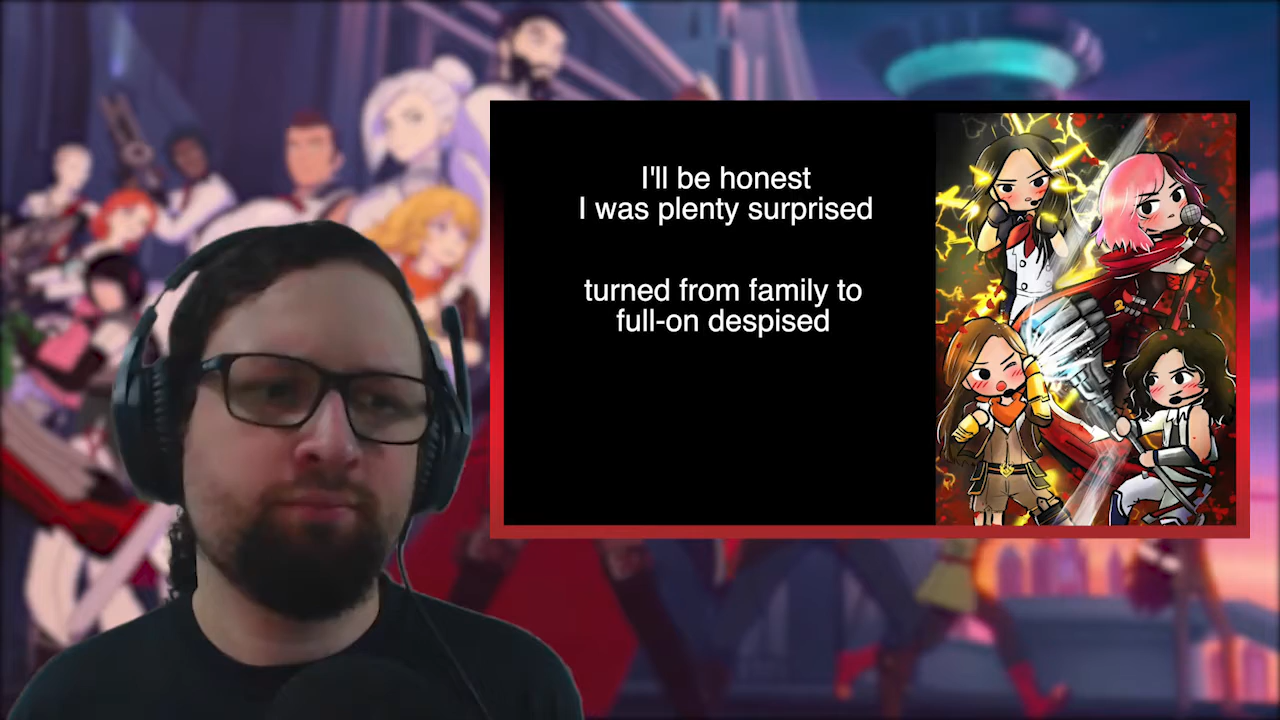 I'll be honest
I was plenty surprised
turned from family to
full-on despised